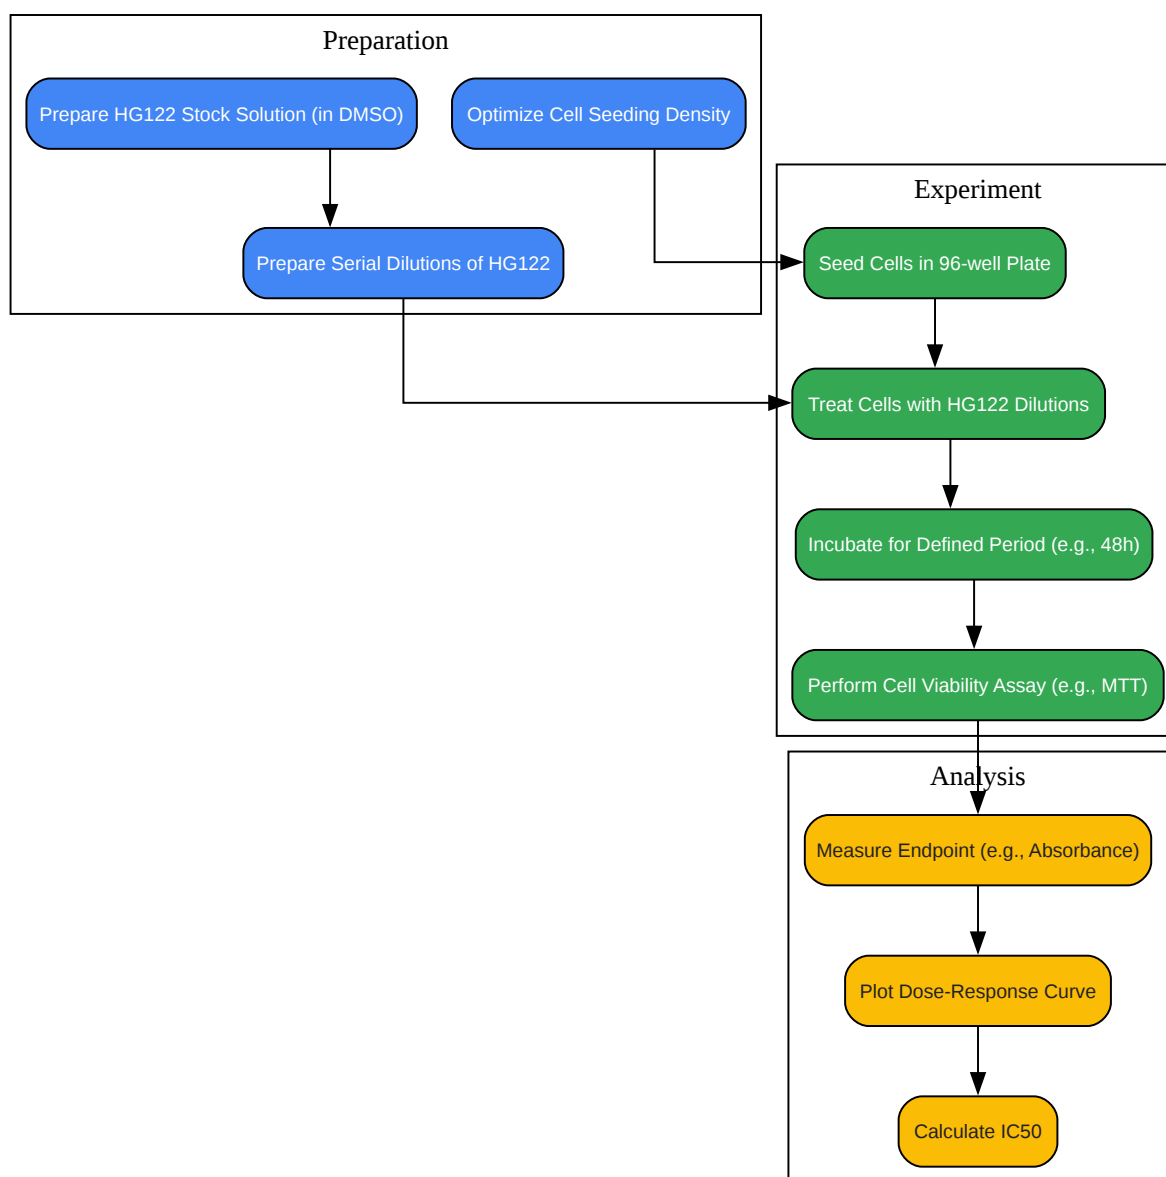 Preparation
Prepare HG122 Stock Solution (in DMSO)
Optimize Cell Seeding Density
Prepare Serial Dilutions of HG122
Experiment
Seed Cells in 96-well Plate
Treat Cells with HG122 Dilutions
Incubate for Defined Period (e.g., 48h)
Perform Cell Viability Assay (e.g., MTT)
Analysis
Measure Endpoint (e.g., Absorbance)
Plot Dose-Response Curve
Calculate IC50